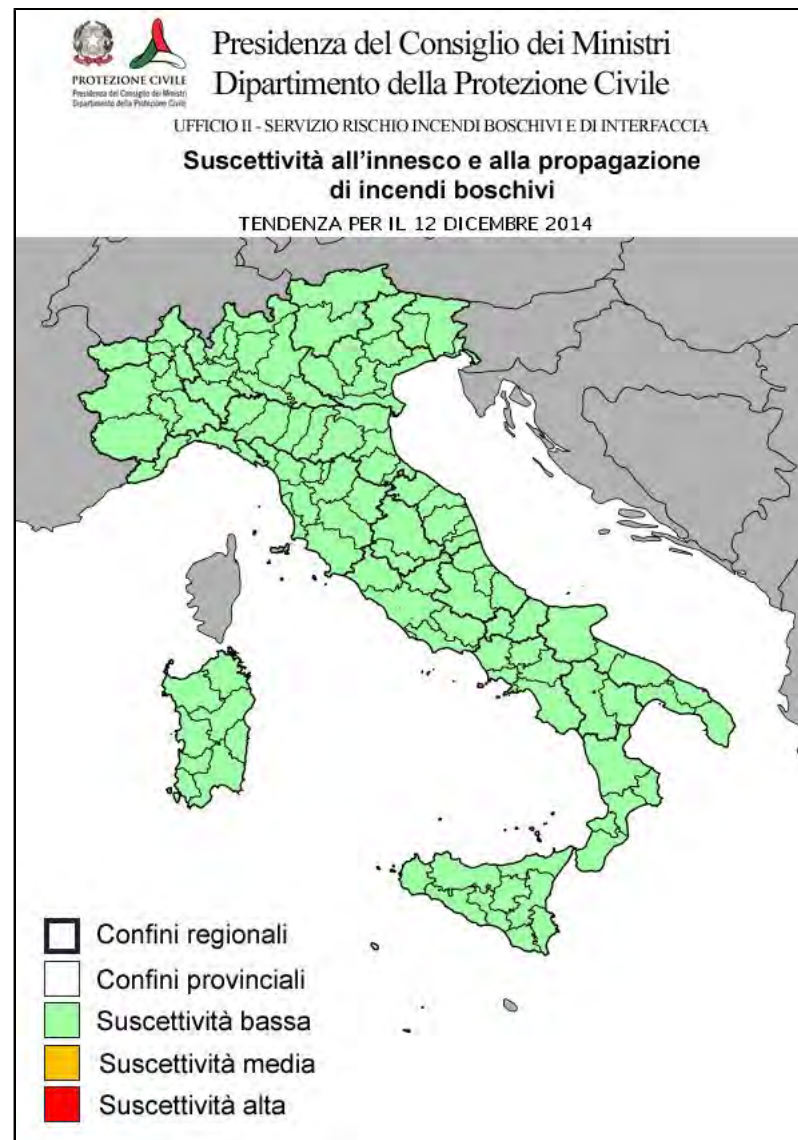 PROTEZIONE CIVILE
Presidenza del Consiglio dei Ministri
Dipartimento della Protezione Civile
Presidenza del Consiglio dei Ministri
Dipartimento della Protezione Civile
UFFICIO II - SERVIZIO RISCHIO INCENDI BOSCHIVI E DI INTERFACCIA
Suscettività all'innesco e alla propagazione
di incendi boschivi
TENDENZA PER IL 12 DICEMBRE 2014
Confini regionali
Confini provinciali
Suscettività bassa
Suscettività media
Suscettività alta